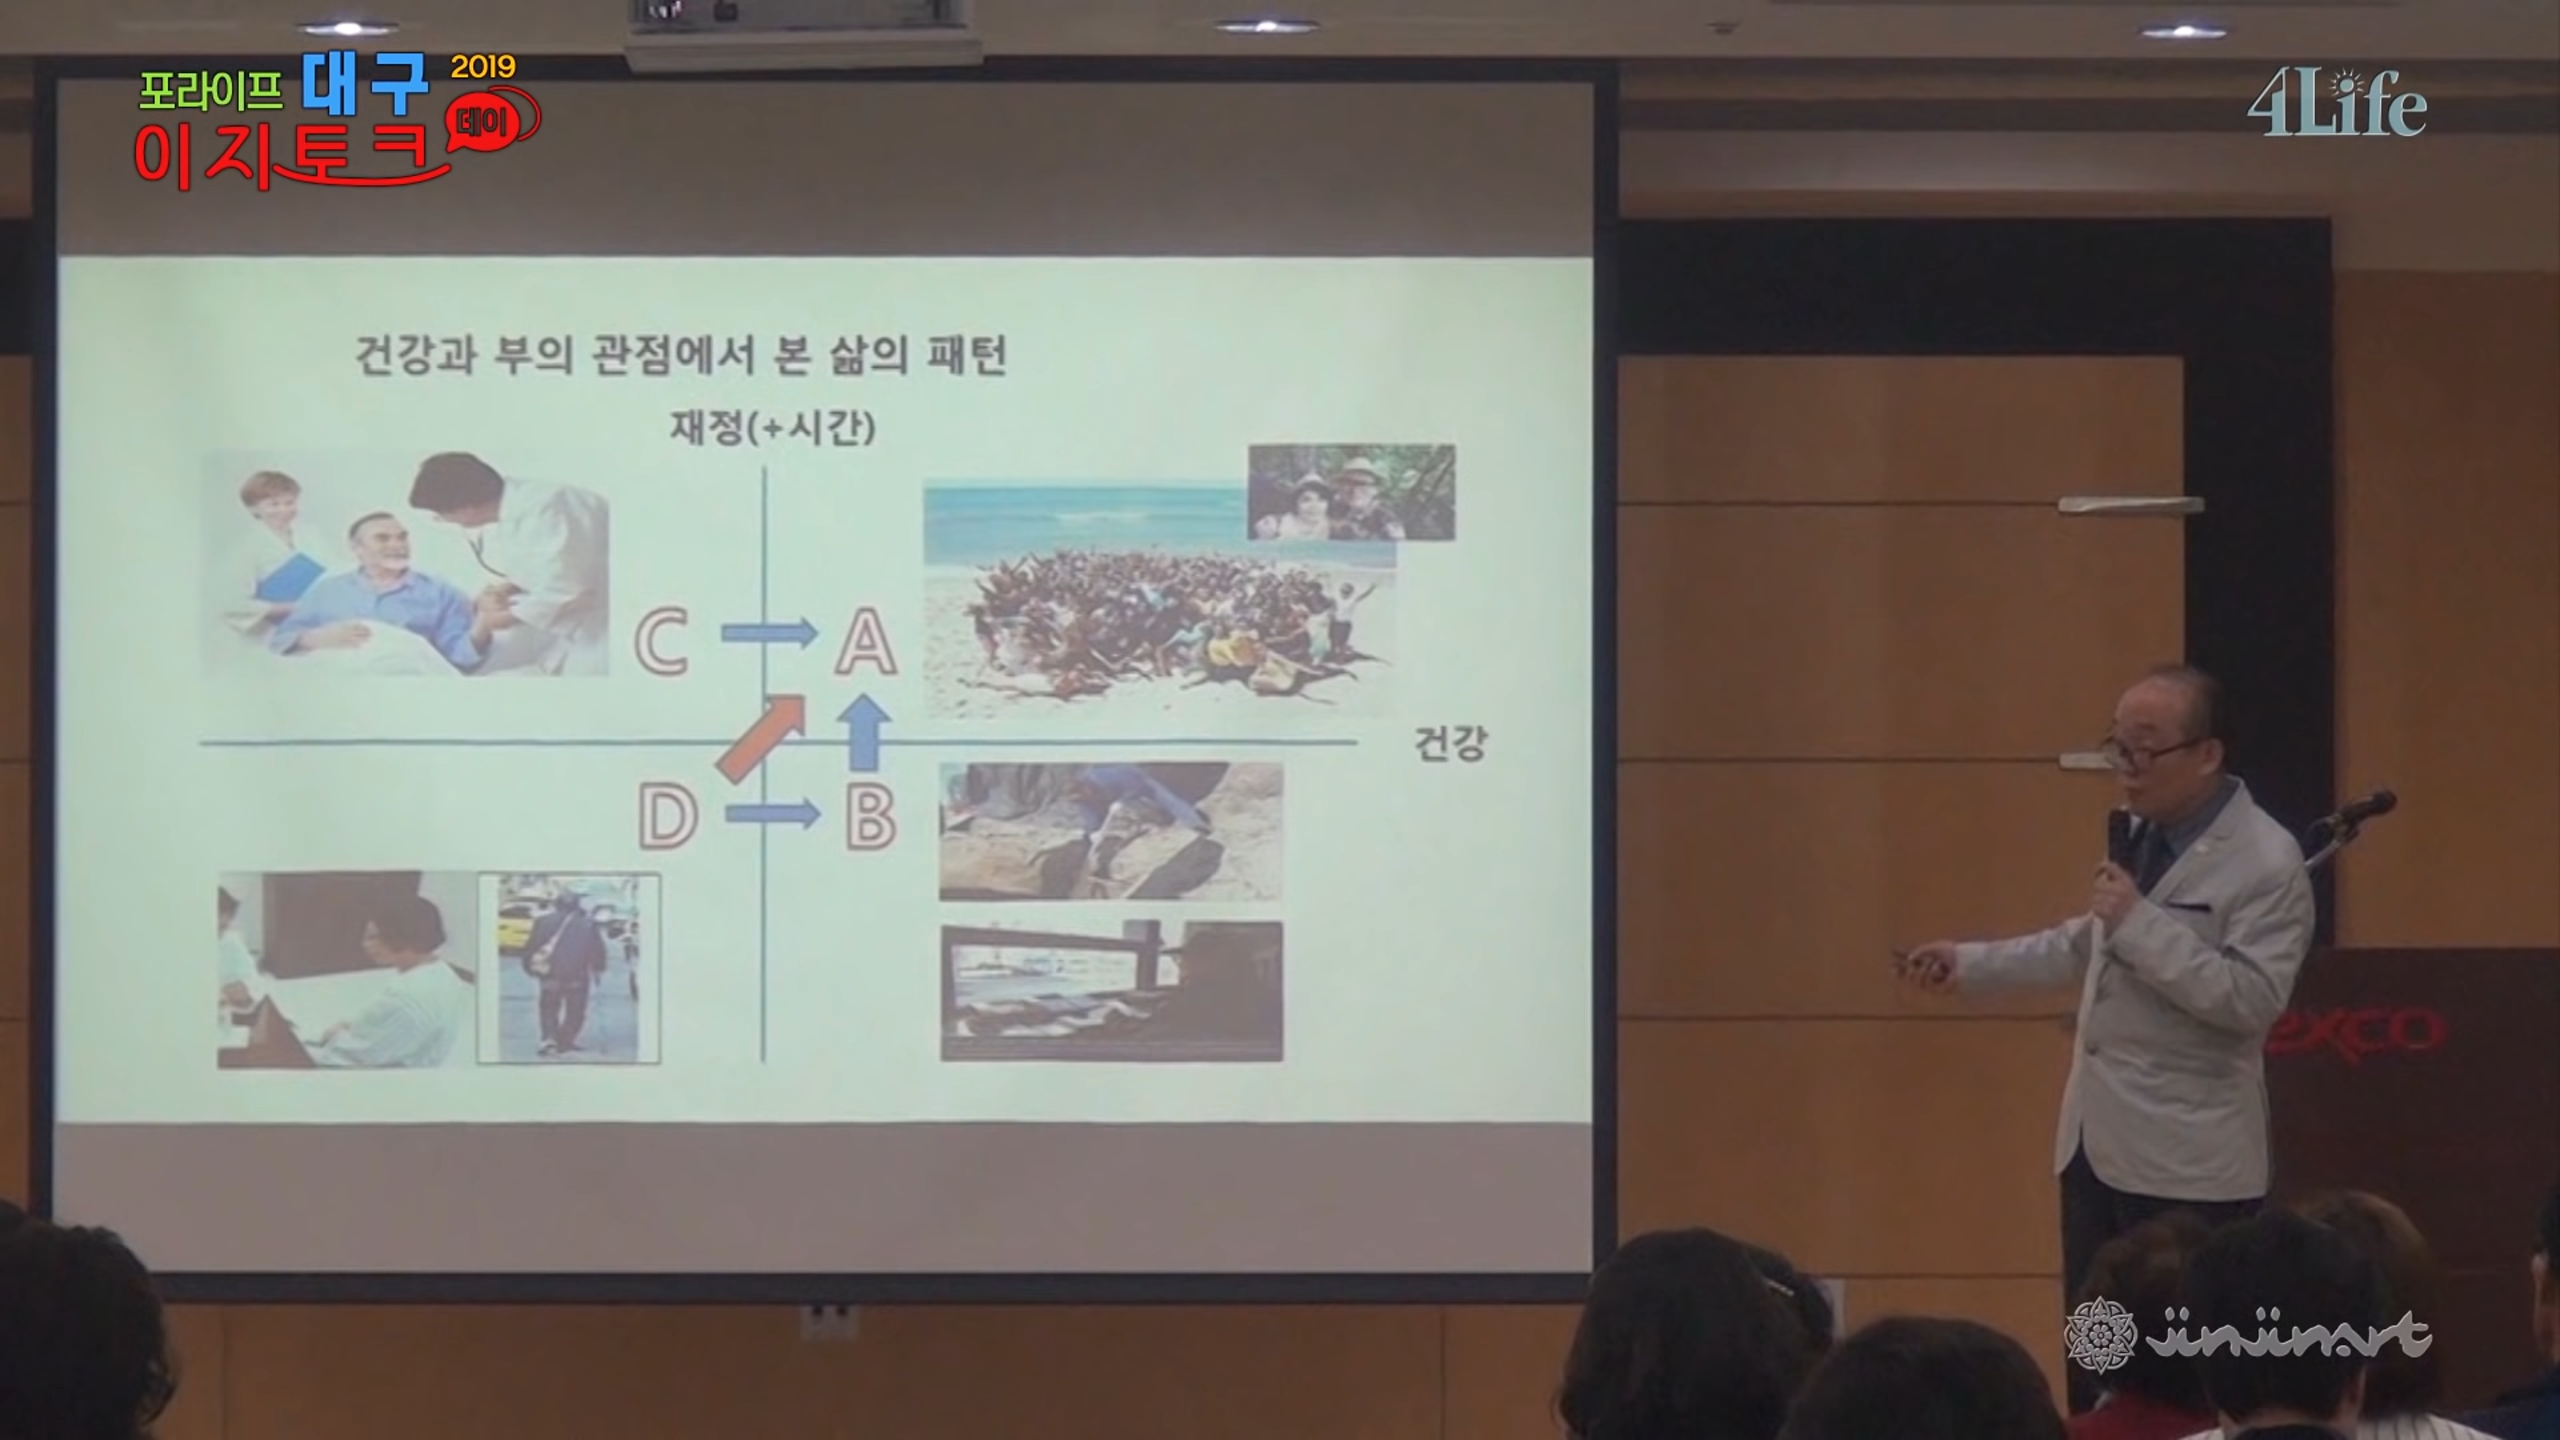 포라이프 대구 2019
이지토크 데이
4Life
건강과 부의 관점에서 본 삶의 패턴
재정(+시간)
C
A
건강
D
B
exco
jinjinart